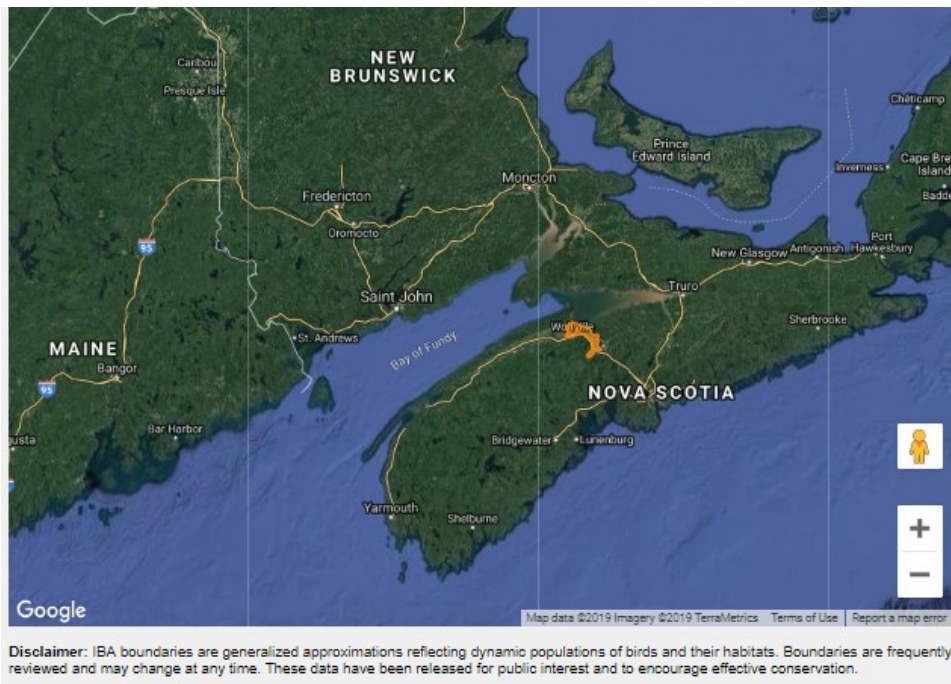 NEW
BRUNSWICK
Caribou
Presque Isle
Chéticamp
Prince
Edward Island
Inverness
Cape Bre
Island
Badde
Moncton
Fredericton
Oromocto
95
New Glasgow
Antigonish
Port
Hawkesbury
Truro
Saint John
Sherbrooke
St. Andrews
Bay of Fundy
MAINE
Bangor
95
NOVA SCOTIA
Bar Harbor
gusta
Bridgewater
Lunenburg
Yarmouth
Shelburne
Google
Map data ©2019 Imagery ©2019 TerraMetrics Terms of Use Report a map error
Disclaimer: IBA boundaries are generalized approximations reflecting dynamic populations of birds and their habitats. Boundaries are frequently
reviewed and may change at any time. These data have been released for public interest and to encourage effective conservation.